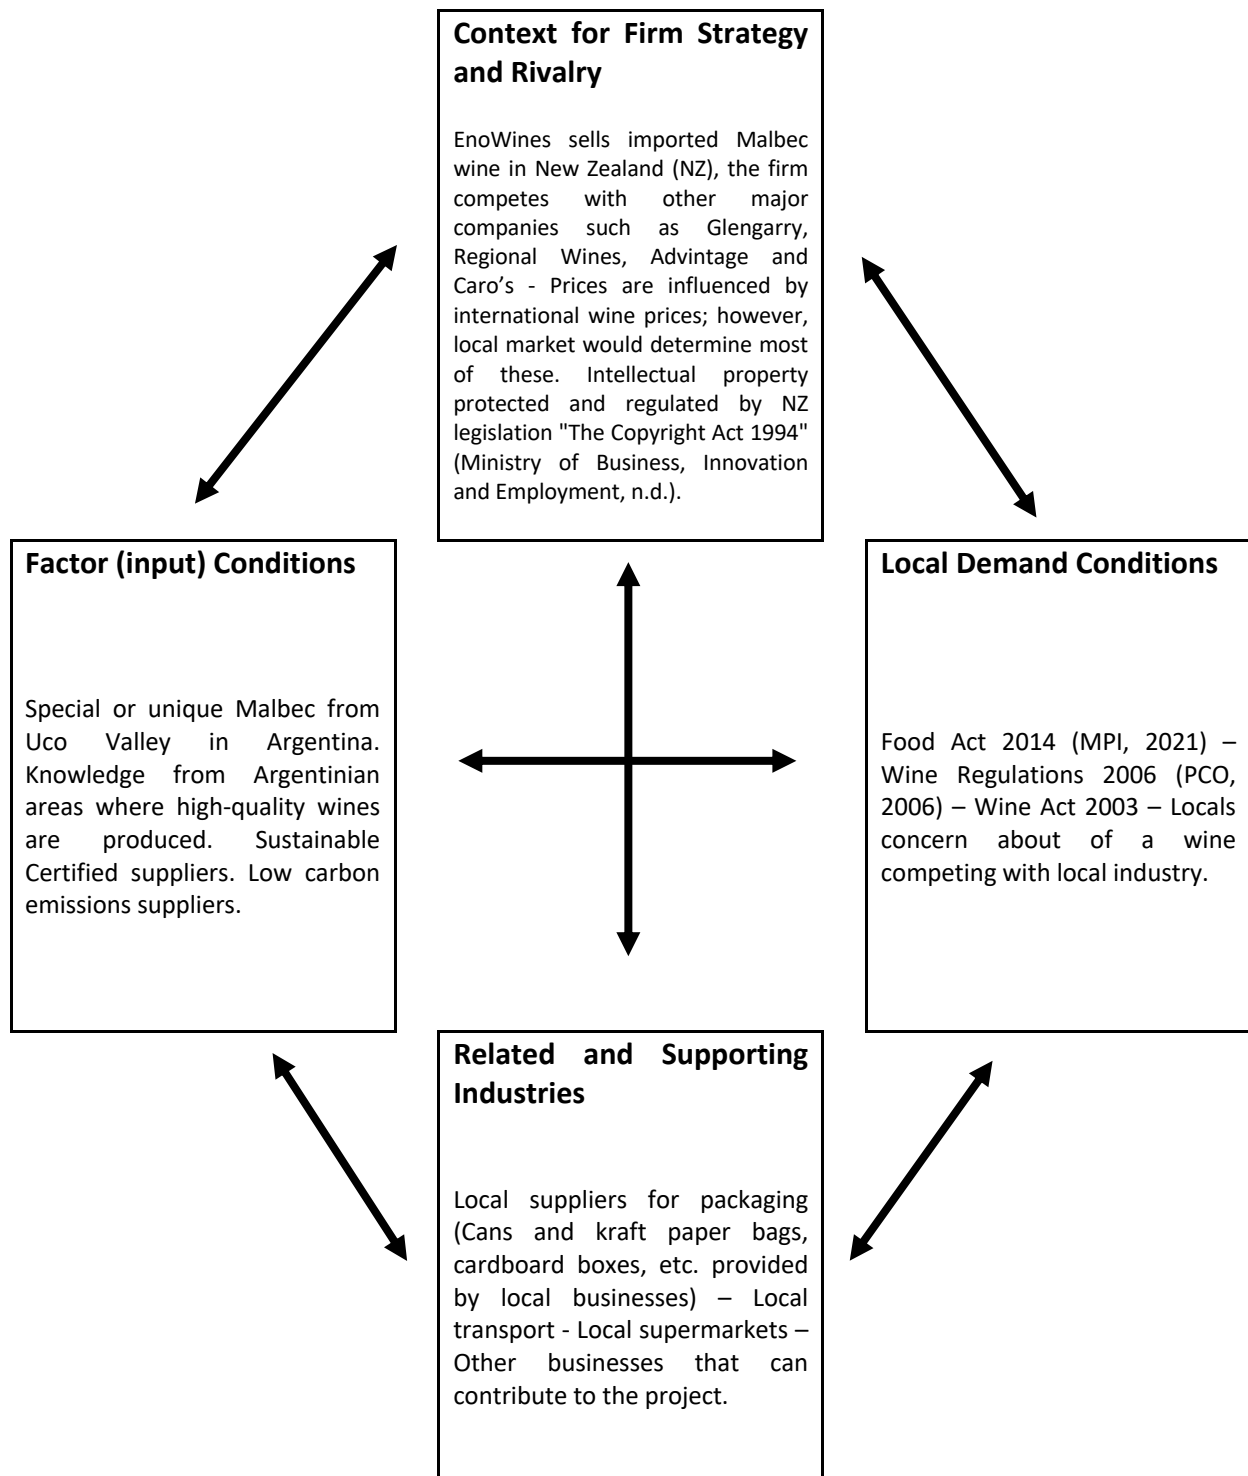 Context for Firm Strategy
and Rivalry
EnoWines sells imported Malbec
wine in New Zealand (NZ), the firm
competes with other major
companies such as Glengarry,
Regional Wines, Advintage and
Caro’s - Prices are influenced by
international wine prices; however,
local market would determine most
of these. Intellectual property
protected and regulated by NZ
legislation "The Copyright Act 1994"
(Ministry of Business, Innovation
and Employment, n.d.).
Factor (input) Conditions
Special or unique Malbec from
Uco Valley in Argentina.
Knowledge from Argentinian
areas where high-quality wines
are produced. Sustainable
Certified suppliers. Low carbon
emissions suppliers.
Local Demand Conditions
Food Act 2014 (MPI, 2021) –
Wine Regulations 2006 (PCO,
2006) – Wine Act 2003 – Locals
concern about of a wine
competing with local industry.
Related and Supporting
Industries
Local suppliers for packaging
(Cans and kraft paper bags,
cardboard boxes, etc. provided
by local businesses) – Local
transport - Local supermarkets –
Other businesses that can
contribute to the project.